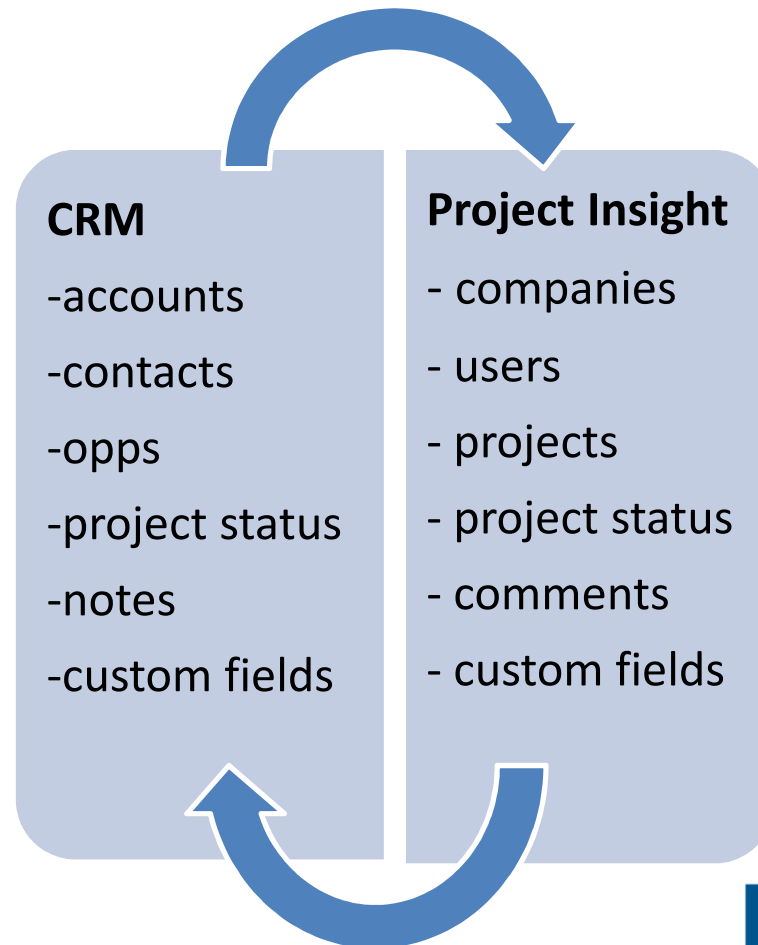 CRM
-accounts
-contacts
-opps
-project status
-notes
-custom fields
Project Insight
- companies
- users
- projects
- project status
- comments
- custom fields